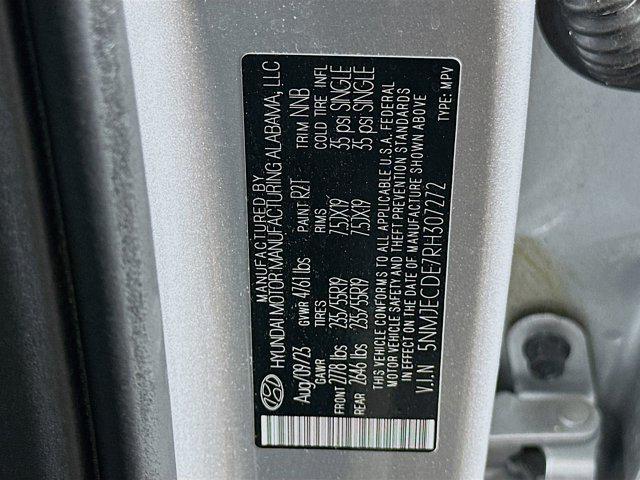 MANUFACTURED BY
HYUNDAI MOTOR MANUFACTURING ALABAMA, LLC
Aug/09/23 GVWR 4761 lbs PAINT R2T TRIM NNB
GAWR TIRES RIMS COLD TIRE INFL
FRONT 2778 lbs 235/55R19 7.5JX19 35 psi SINGLE
REAR 2646 lbs 235/55R19 7.5JX19 35 psi SINGLE
THIS VEHICLE CONFORMS TO ALL APPLICABLE U.S.A. FEDERAL
MOTOR VEHICLE SAFETY AND THEFT PREVENTION STANDARDS
IN EFFECT ON THE DATE OF MANUFACTURE SHOWN ABOVE
V.I.N 5NMJECDE7RH307272
TYPE: MPV